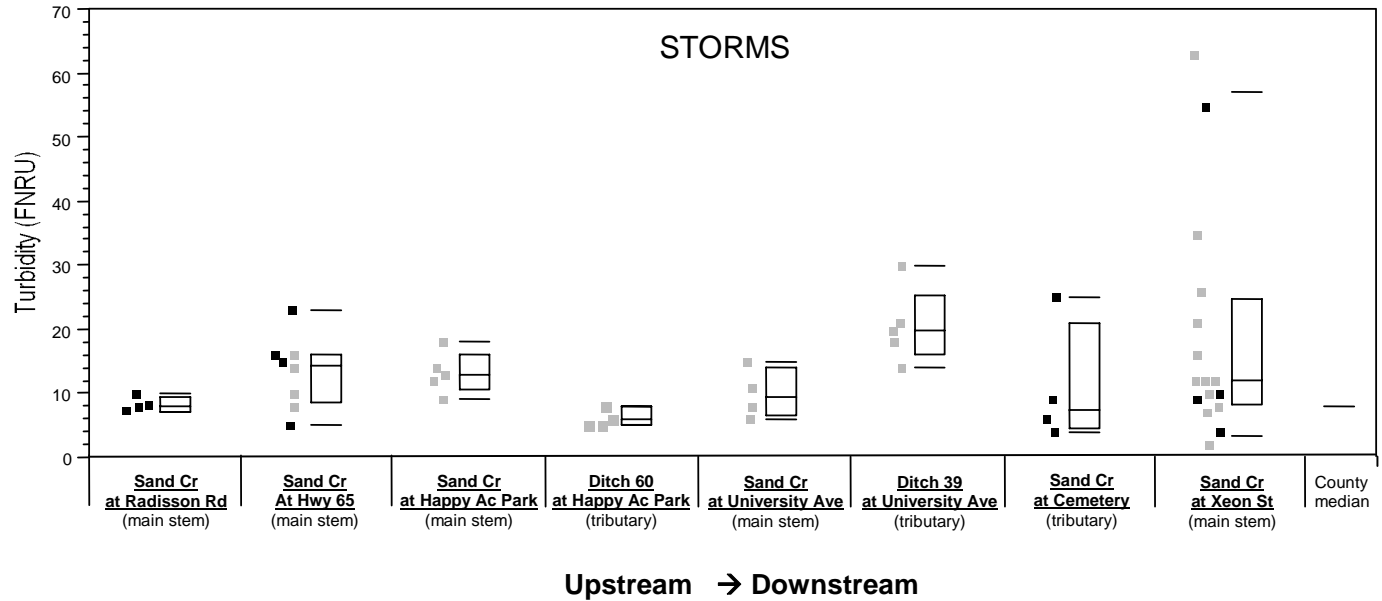 STORMS
Turbidity (FNRU)
70
60
50
40
30
20
10
0
Sand Cr
at Radisson Rd
(main stem)
Sand Cr
At Hwy 65
(main stem)
Sand Cr
at Happy Ac Park
(main stem)
Ditch 60
at Happy Ac Park
(tributary)
Sand Cr
at University Ave
(main stem)
Ditch 39
at University Ave
(tributary)
Sand Cr
at Cemetery
(tributary)
Sand Cr
at Xeon St
(main stem)
County
median
Upstream → Downstream